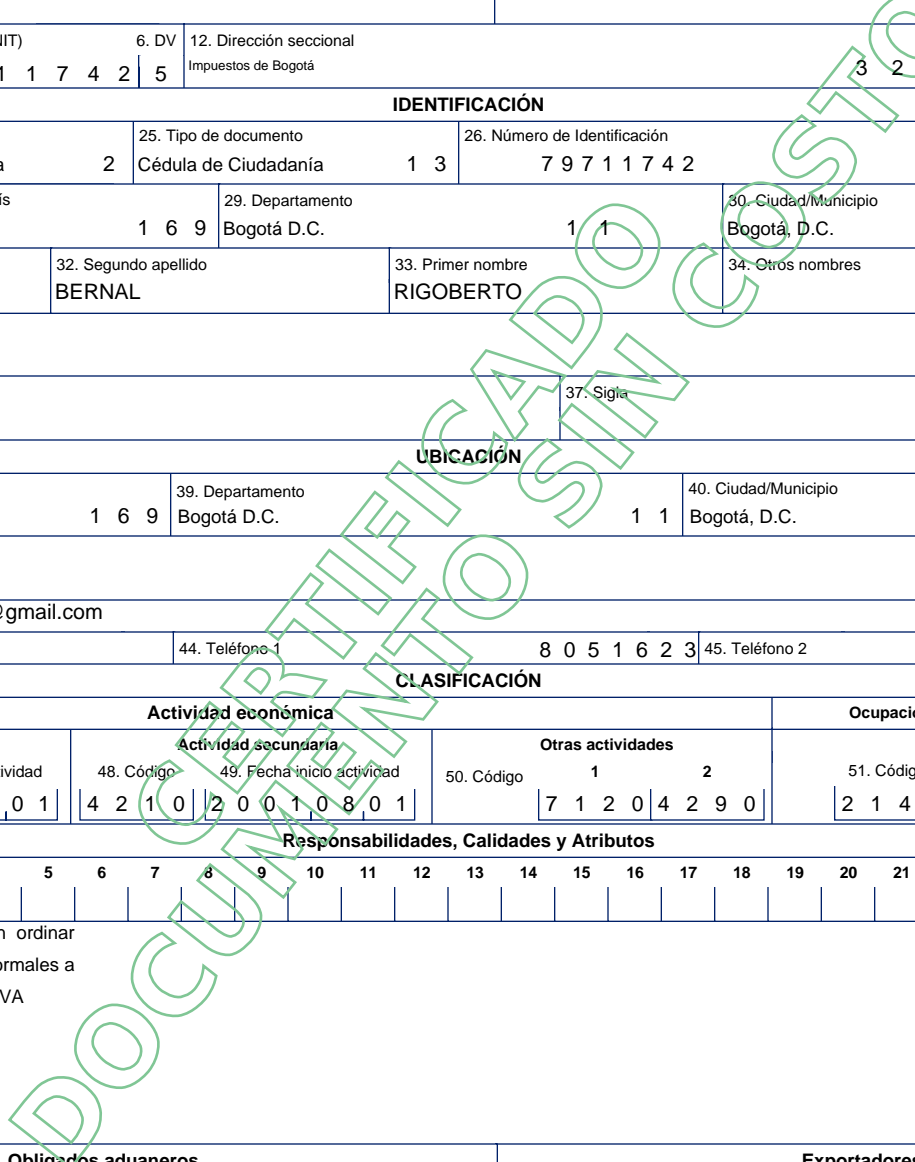 IIT) 6. DV 12. Dirección seccional
1 1 7 4 2 5 Impuestos de Bogotá 3 2
IDENTIFICACIÓN
25. Tipo de documento 26. Número de Identificación
a 2 Cédula de Ciudadanía 1 3 7 9 7 1 1 7 4 2
ís 29. Departamento 30. Ciudad/Municipio
1 6 9 Bogotá D.C. 1 1 Bogotá, D.C.
32. Segundo apellido 33. Primer nombre 34. Otros nombres
BERNAL RIGOBERTO
37. Sigla
UBICACIÓN
39. Departamento 40. Ciudad/Municipio
1 6 9 Bogotá D.C. 1 1 Bogotá, D.C.
@gmail.com
44. Teléfono 1 8 0 5 1 6 2 3 45. Teléfono 2
CLASIFICACIÓN
Actividad económica Ocupació
Actividad secundaria Otras actividades
ividad 48. Código 49. Fecha inicio actividad 50. Código 1 2 51. Códig
0 1 4 2 1 0 2 0 0 1 0 8 0 1 7 1 2 0 4 2 9 0 2 1 4
Responsabilidades, Calidades y Atributos
5 6 7 8 9 10 11 12 13 14 15 16 17 18 19 20 21
n ordinar
ormales a
VA
Obligados aduaneros Exportadores
CERTIFICADO
DOCUMENTO SIN COSTO